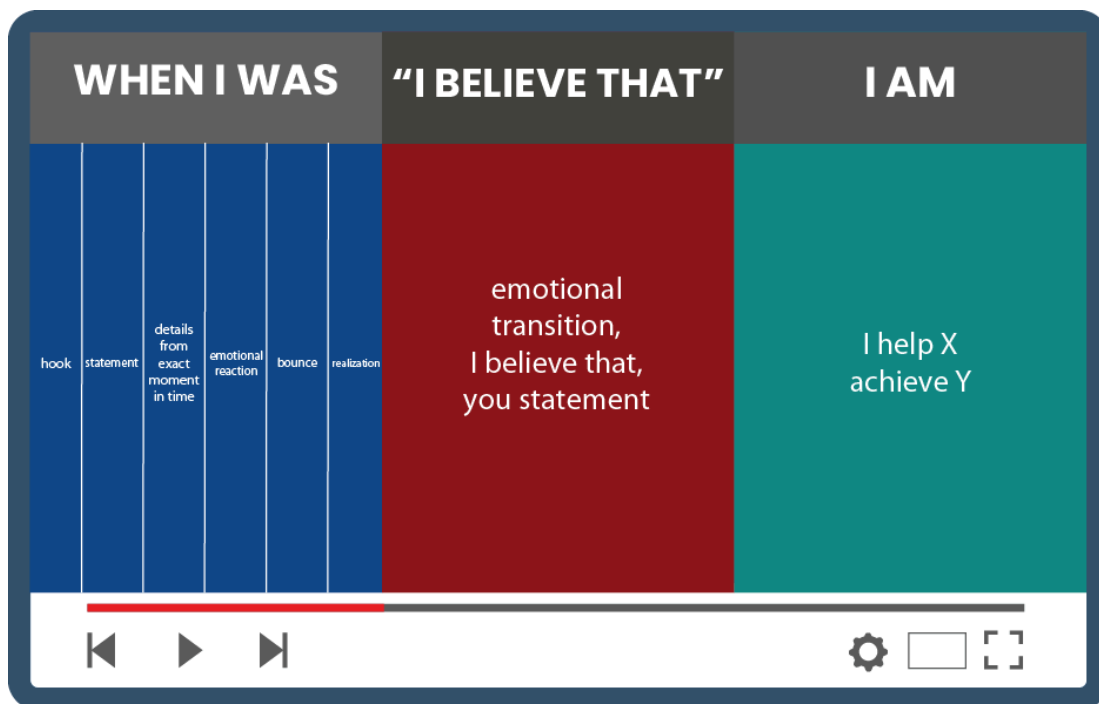 WHEN I WAS
“I BELIEVE THAT”
I AM
hook
statement
details
from
exact
moment
in time
emotional
reaction
bounce
realization
emotional
transition,
I believe that,
you statement
I help X
achieve Y